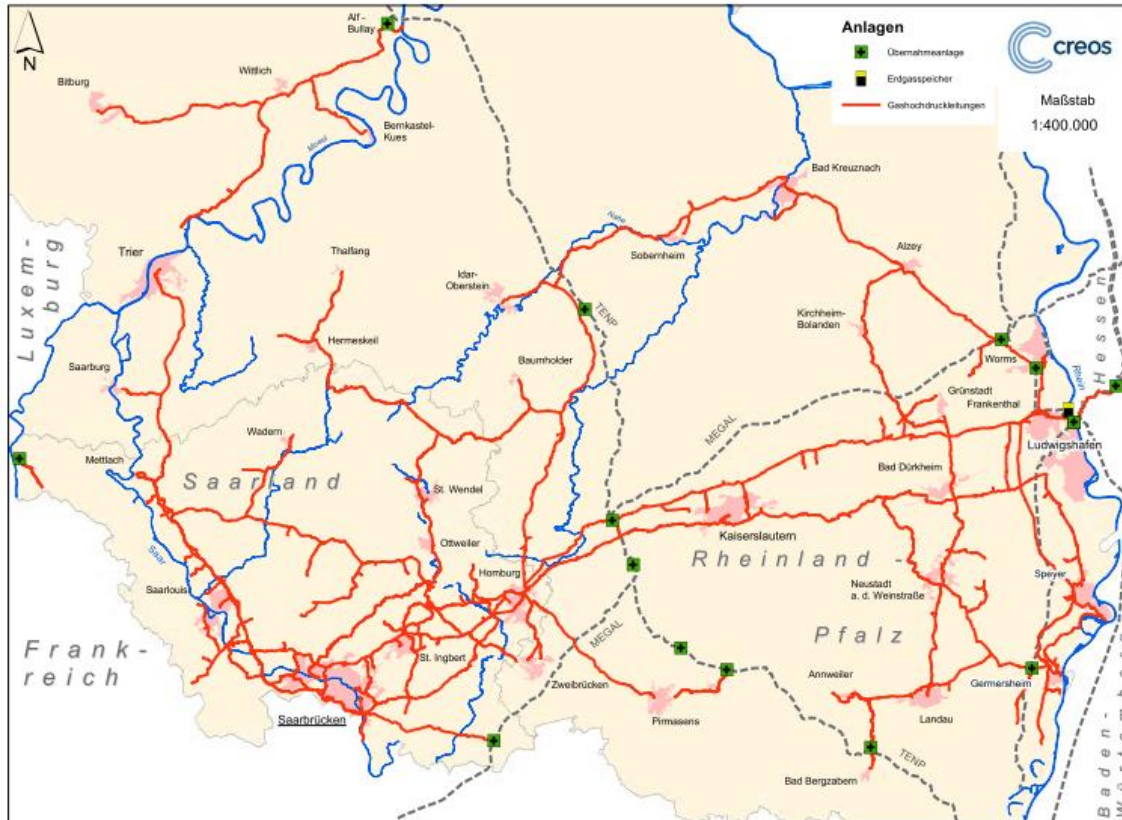 Alf -
Bullay
Anlagen
Übernahmeanlage
Erdgasspeicher
Gashochdruckleitungen
creos
Maßstab
1:400.000
N
Bitburg
Wittlich
Bernkastel-
Kues
Mosel
Bad Kreuznach
Luxem-
burg
Trier
Thalfang
Nahe
Sobernheim
Alzey
Idar-
Oberstein
TENP
Kirchheim-
Bolanden
Hessen
Hermeskeil
Saarburg
Baumholder
Worms
Rhein
Grünstadt
Frankenthal
MEGAL
Wadern
Ludwigshafen
Mettlach
Saarland
St. Wendel
Bad Dürkheim
Ottweiler
Kaiserslautern
Saar
Homburg
Rheinland -
Pfalz
Saarlouis
Neustadt
a. d. Weinstraße
Speyer
MEGAL
Frank-
reich
St. Ingbert
Zweibrücken
Annweiler
Germersheim
Saarbrücken
Pirmasens
Landau
TENP
Bad Bergzabern
Baden-